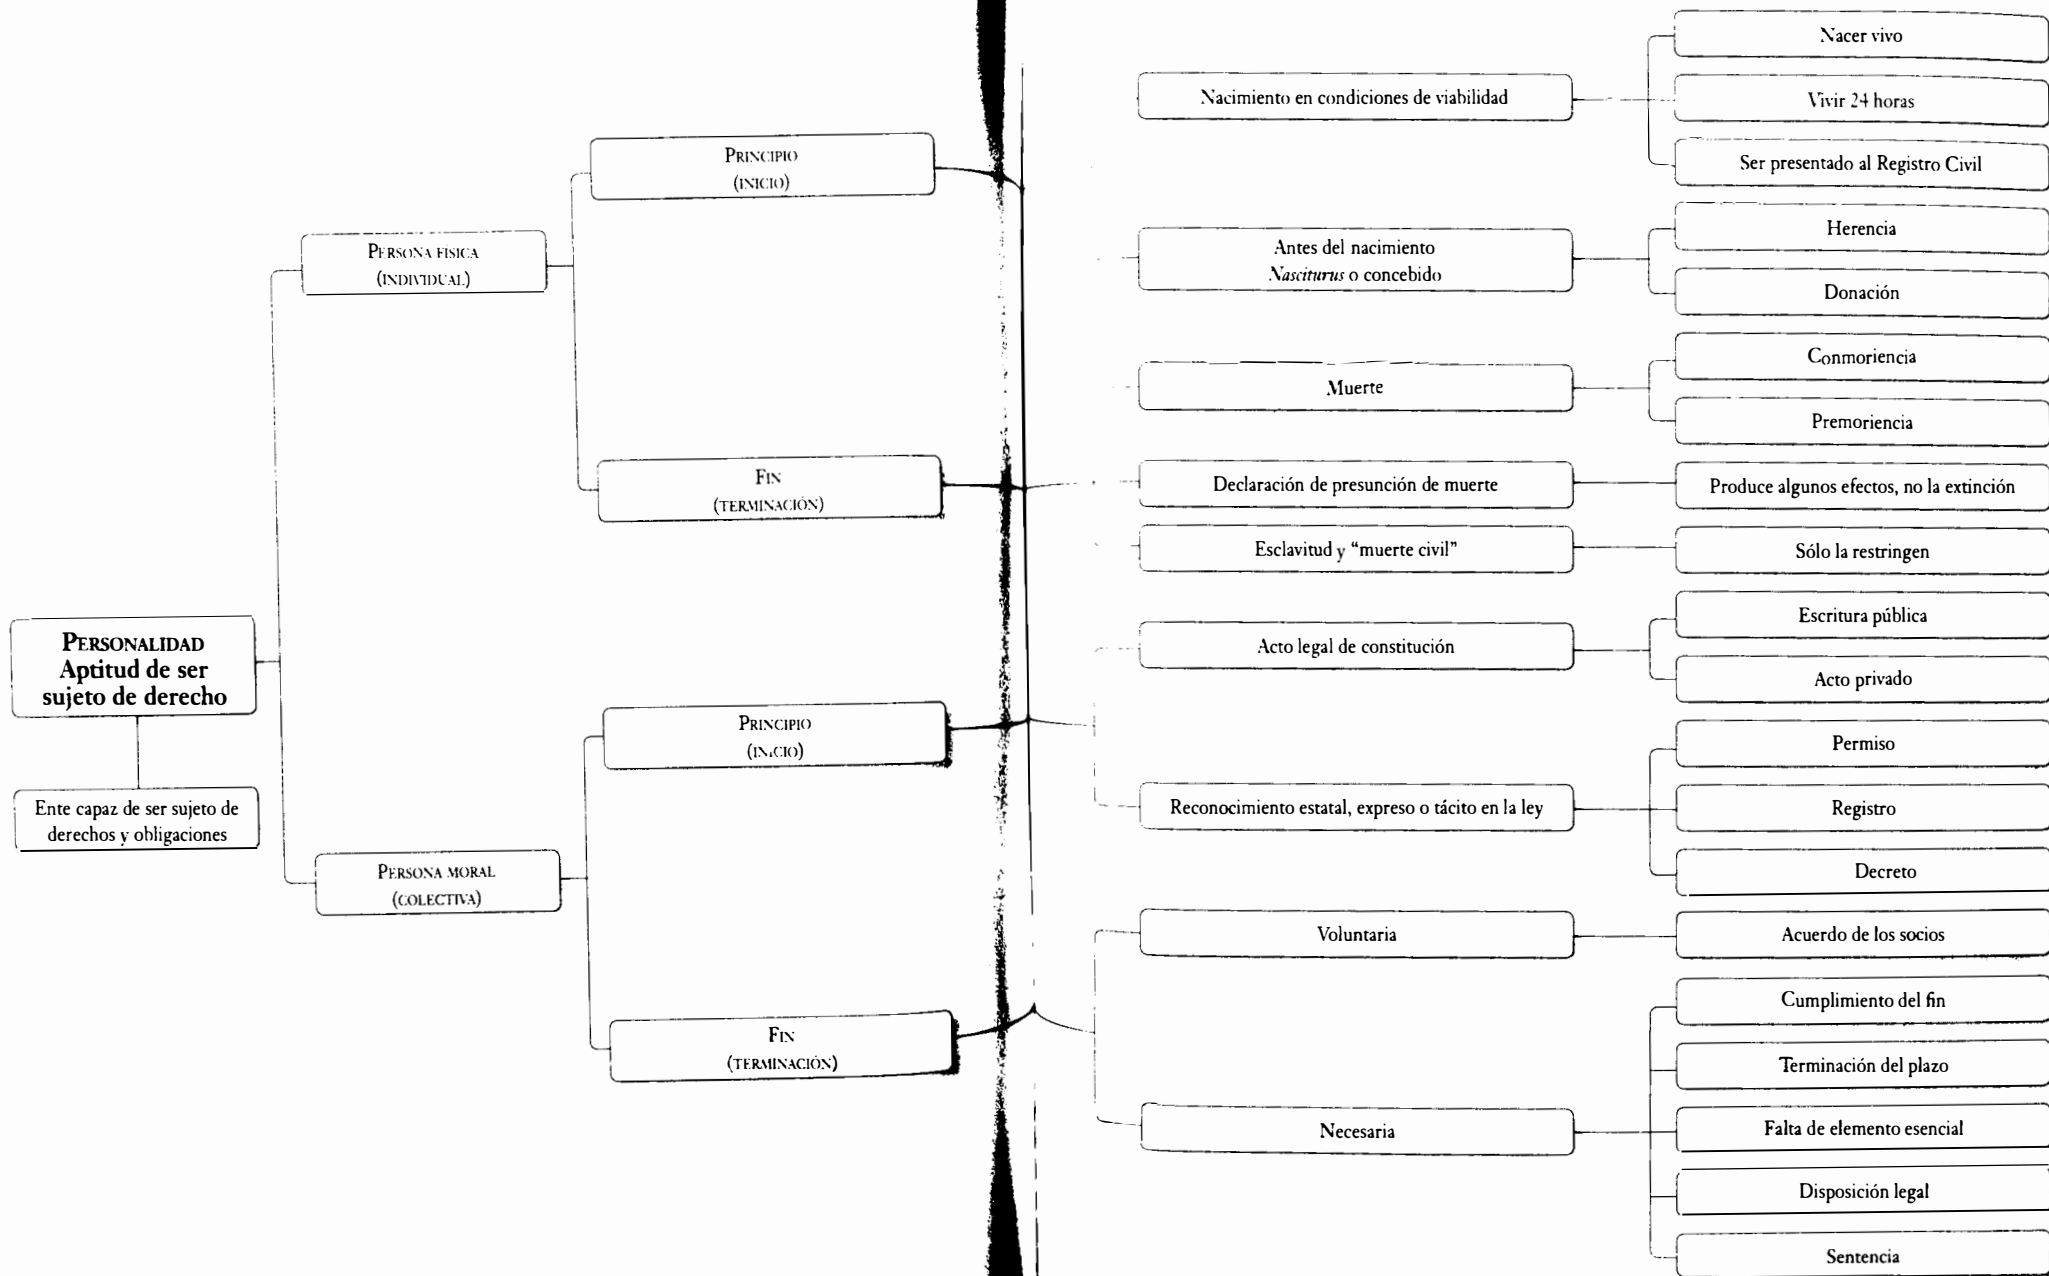 PERSONALIDAD
Aptitud de ser
sujeto de derecho
Ente capaz de ser sujeto de
derechos y obligaciones
PERSONA FÍSICA
(INDIVIDUAL)
PRINCIPIO
(INICIO)
Nacimiento en condiciones de viabilidad
Nacer vivo
Vivir 24 horas
Ser presentado al Registro Civil
Antes del nacimiento
Nasciturus o concebido
Herencia
Donación
FIN
(TERMINACIÓN)
Muerte
Conmoriencia
Premoriencia
Declaración de presunción de muerte
Produce algunos efectos, no la extinción
Esclavitud y “muerte civil”
Sólo la restringen
PERSONA MORAL
(COLECTIVA)
PRINCIPIO
(INICIO)
Acto legal de constitución
Escritura pública
Acto privado
Reconocimiento estatal, expreso o tácito en la ley
Permiso
Registro
Decreto
FIN
(TERMINACIÓN)
Voluntaria
Acuerdo de los socios
Necesaria
Cumplimiento del fin
Terminación del plazo
Falta de elemento esencial
Disposición legal
Sentencia